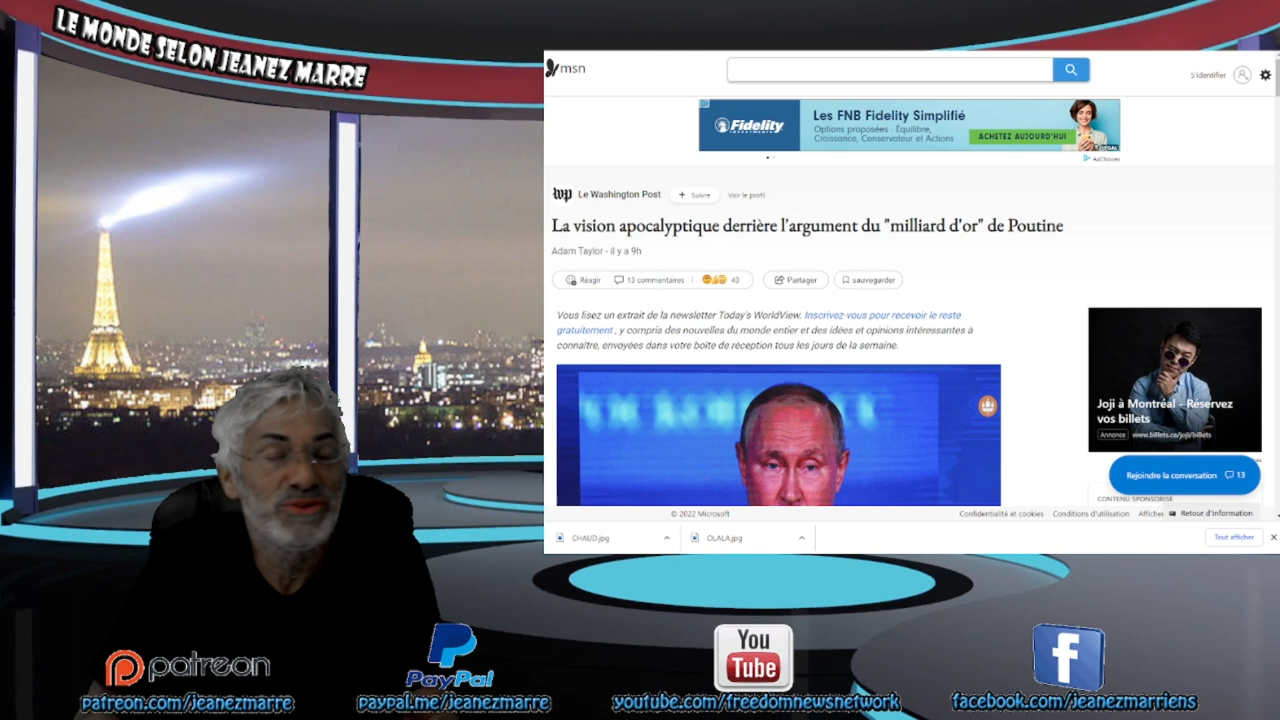 LE MONDE SELON JEANEZ MARRE
msn
S'identifier
Fidelity
INVESTMENTS
Les FNB Fidelity Simplifié
Options proposées : Équilibre,
Croissance, Conservateur et Actions
ACHETEZ AUJOURD'HUI
LÉGAL
AdChoices
wp Le Washington Post
+ Suivre
Voir le profil
La vision apocalyptique derrière l'argument du "milliard d'or" de Poutine
Adam Taylor - il y a 9h
Réagir
13 commentaires
43
Partager
sauvegarder
Vous lisez un extrait de la newsletter Today's WorldView. Inscrivez-vous pour recevoir le reste
gratuitement , y compris des nouvelles du monde entier et des idées et opinions intéressantes à
connaître, envoyées dans votre boîte de réception tous les jours de la semaine.
Joji à Montréal - Réservez
vos billets
Annonce www.billets.ca/joji/billets
Rejoindre la conversation 13
CONTENU SPONSORISÉ
© 2022 Microsoft
Confidentialité et cookies
Conditions d'utilisation
Afficher
Retour d'information
CHAUD.jpg
OLALA.jpg
Tout afficher
patreon
patreon.com/jeanezmarre
PayPal
paypal.me/jeanezmarre
You
Tube
youtube.com/freedomnewsnetwork
f
facebook.com/jeanezmarriens